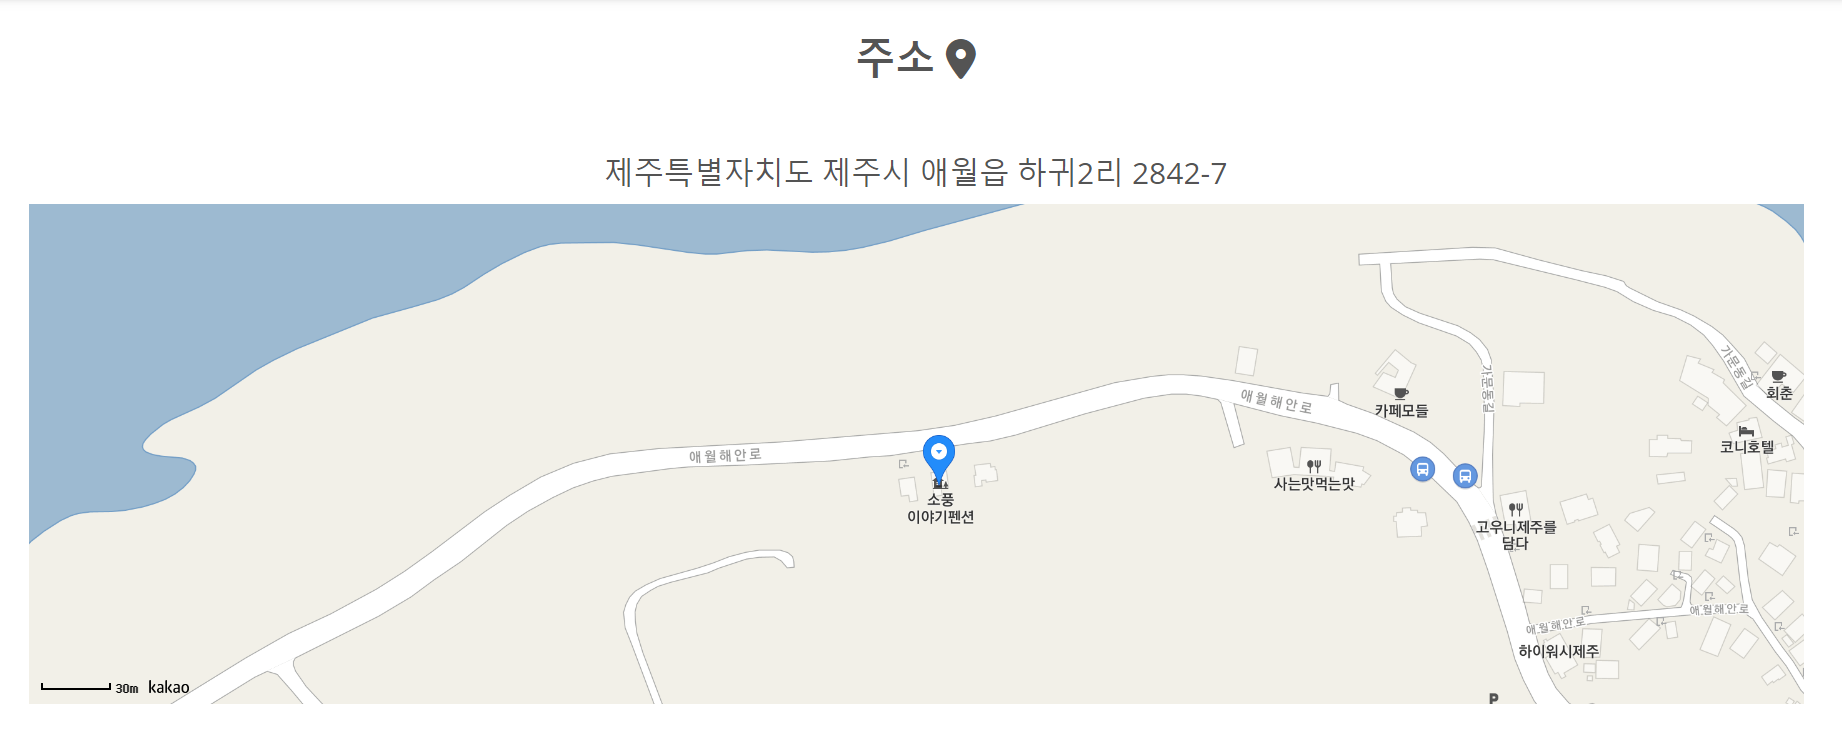 주소
제주특별자치도 제주시 애월읍 하귀2리 2842-7
가문동길
가문동길
회춘
애월해안로
카페모들
코니호텔
애월해안로
사는맛먹는맛
소풍
이야기펜션
고우니제주를
담다
애월해안로
애월해안로
하이워시제주
30m kakao
P